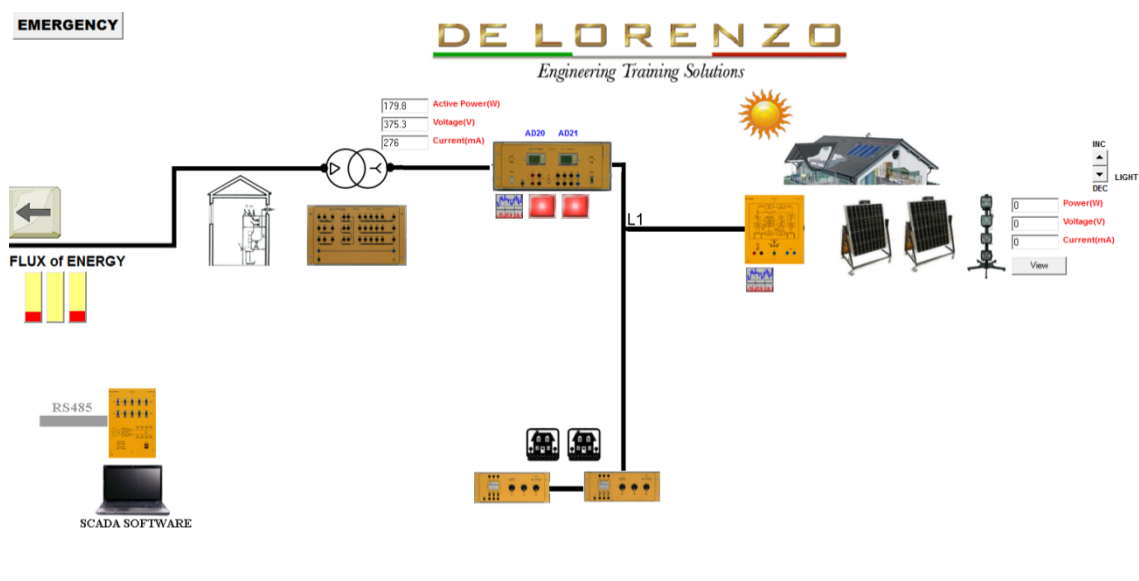 EMERGENCY
DE LORENZO
Engineering Training Solutions
179.8 Active Power(W)
375.3 Voltage(V)
276 Current(mA)
AD20 AD21
INC
LIGHT
DEC
L1
0 Power(W)
0 Voltage(V)
0 Current(mA)
View
FLUX of ENERGY
RS485
SCADA SOFTWARE